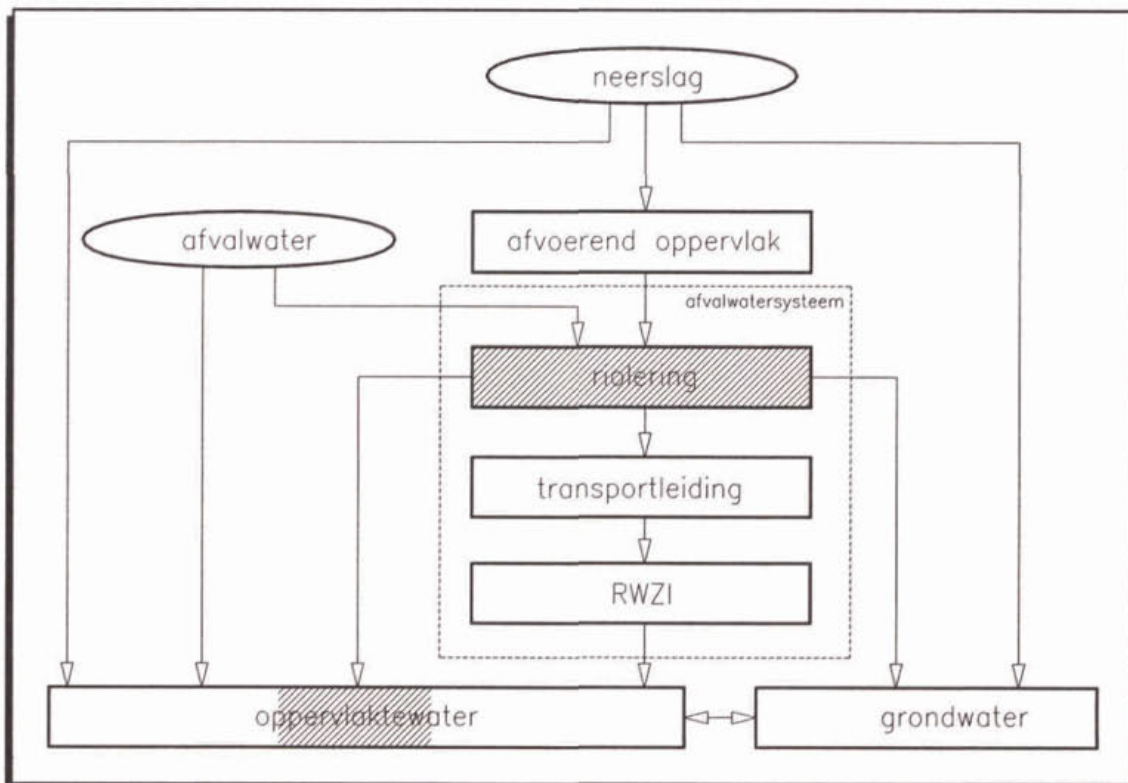 neerslag
afvalwater
afvoerend oppervlak
afvalwatersysteem
riolering
transportleiding
RWZI
oppervlaktewater
grondwater